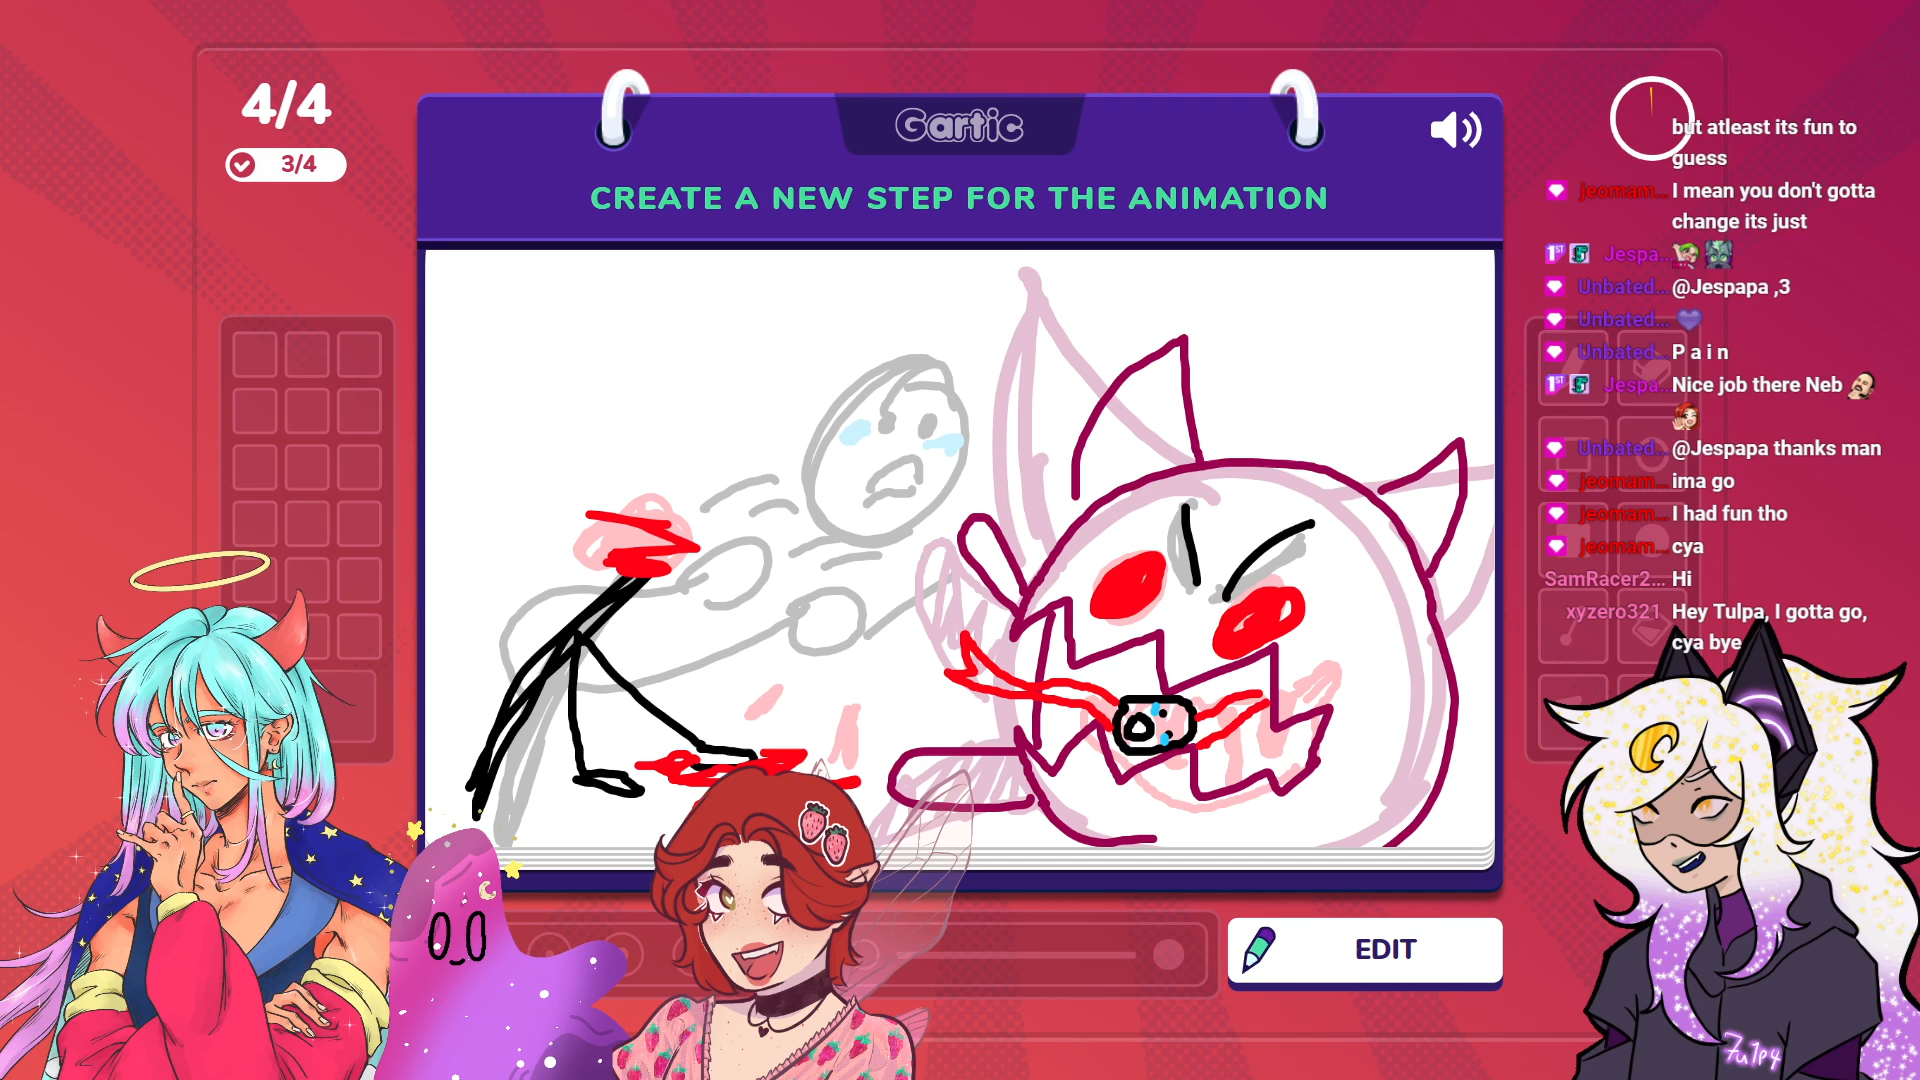 4/4
3/4
Gartic
CREATE A NEW STEP FOR THE ANIMATION
EDIT
but atleast its fun to
guess
jeomam... I mean you don't gotta
change its just
1ST Jespa...
Unbated... @Jespapa ,3
Unbated...
Unbated... P a i n
1ST Jespa... Nice job there Neb
Unbated... @Jespapa thanks man
jeomam... ima go
jeomam... I had fun tho
jeomam... cya
SamRacer2... Hi
xyzero321 Hey Tulpa, I gotta go,
cya bye
7u1py